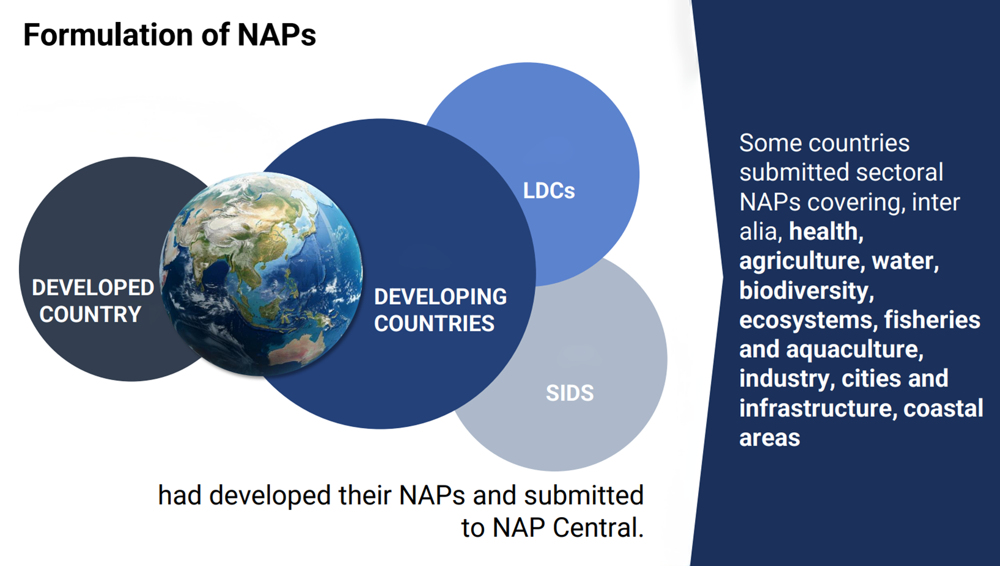 Formulation of NAPs
DEVELOPED
COUNTRY
DEVELOPING
COUNTRIES
LDCs
SIDS
had developed their NAPs and submitted
to NAP Central.
Some countries
submitted sectoral
NAPs covering, inter
alia, health,
agriculture, water,
biodiversity,
ecosystems, fisheries
and aquaculture,
industry, cities and
infrastructure, coastal
areas